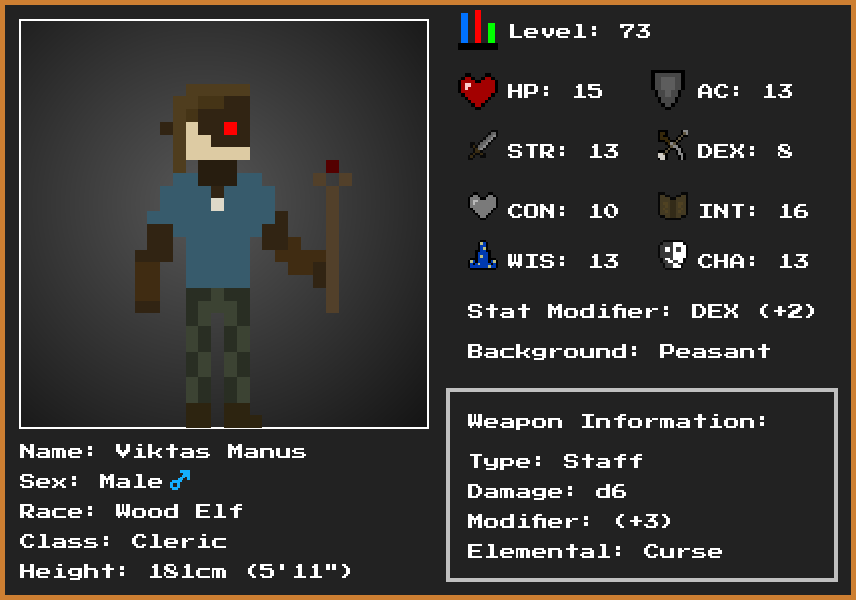 Level: 73
HP: 15
AC: 13
STR: 13
DEX: 8
CON: 10
INT: 16
WIS: 13
CHA: 13
Stat Modifier: DEX (+2)
Background: Peasant
Weapon Information:
Type: Staff
Damage: d6
Modifier: (+3)
Elemental: Curse
Name: Viktas Manus
Sex: Male ♂
Race: Wood Elf
Class: Cleric
Height: 181cm (5'11")